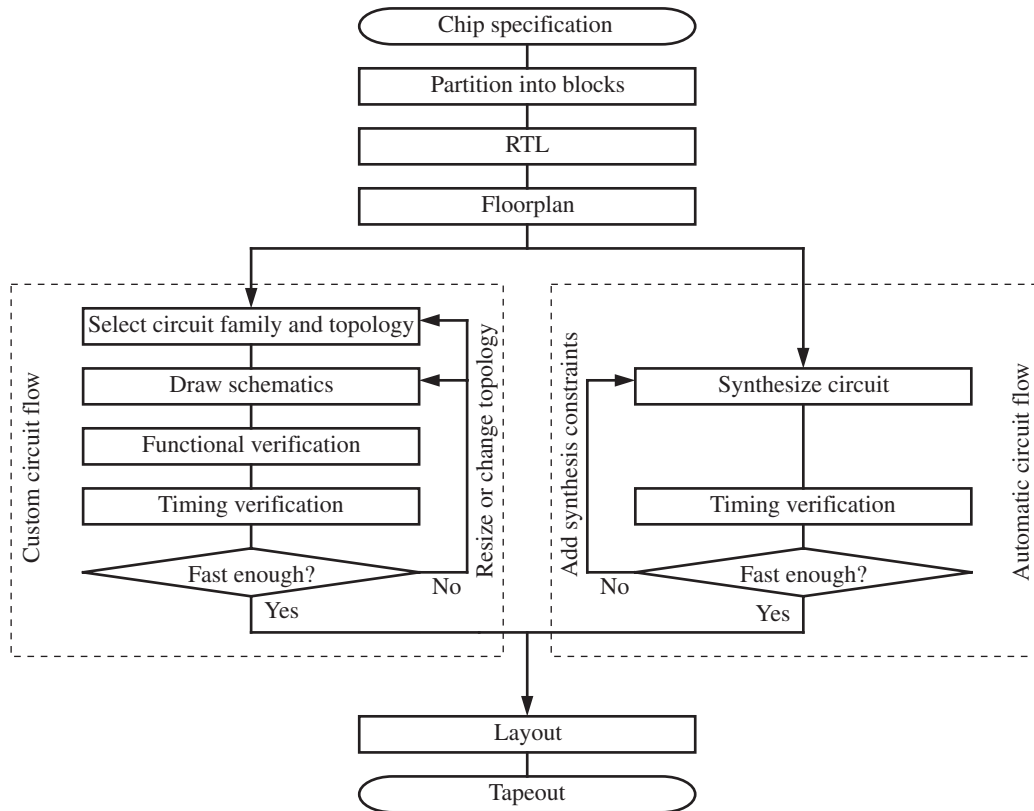 Chip specification
Partition into blocks
RTL
Floorplan
Custom circuit flow
Select circuit family and topology
Draw schematics
Functional verification
Timing verification
Fast enough?
No
Yes
Resize or change topology
Add synthesis constraints
Synthesize circuit
Timing verification
Fast enough?
No
Yes
Automatic circuit flow
Layout
Tapeout